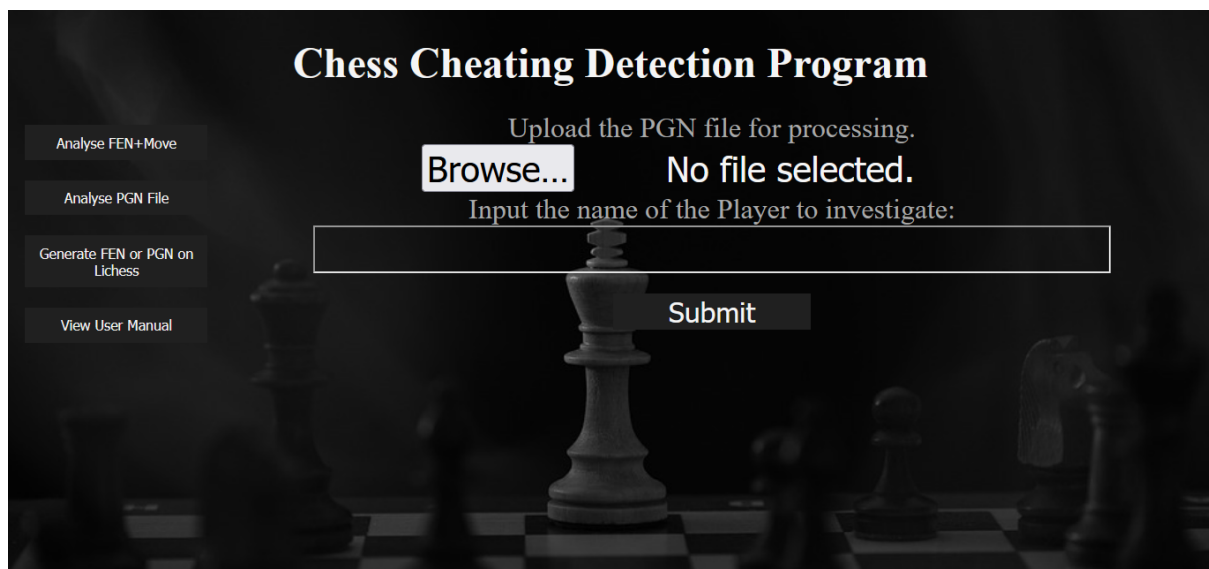 Chess Cheating Detection Program
Analyse FEN+Move
Analyse PGN File
Generate FEN or PGN on
Lichess
View User Manual
Upload the PGN file for processing.
Browse... No file selected.
Input the name of the Player to investigate:
Submit